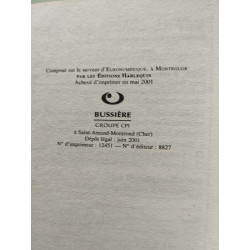 Composé sur le serveur d'EURONUMÉRIQUE, À MONTROUGE
PAR LES ÉDITIONS HARLEQUIN
Achevé d'imprimer en mai 2001
BUSSIÈRE
GROUPE CPI
à Saint-Amand-Montrond (Cher)
Dépôt légal : juin 2001
N° d'imprimeur : 12451 — N° d'éditeur : 8827